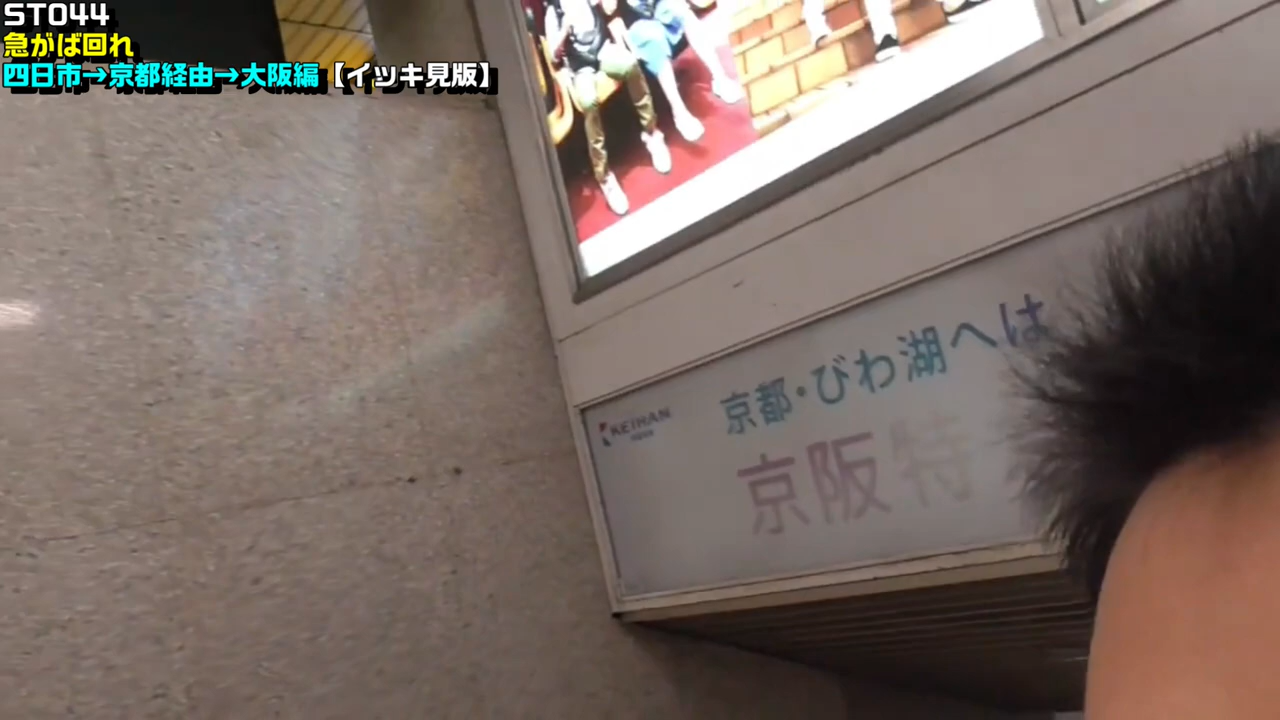 ST044
急がば回れ
四日市→京都経由→大阪編【イッキ見版】
京都・びわ湖へは
KEIHAN
京阪特